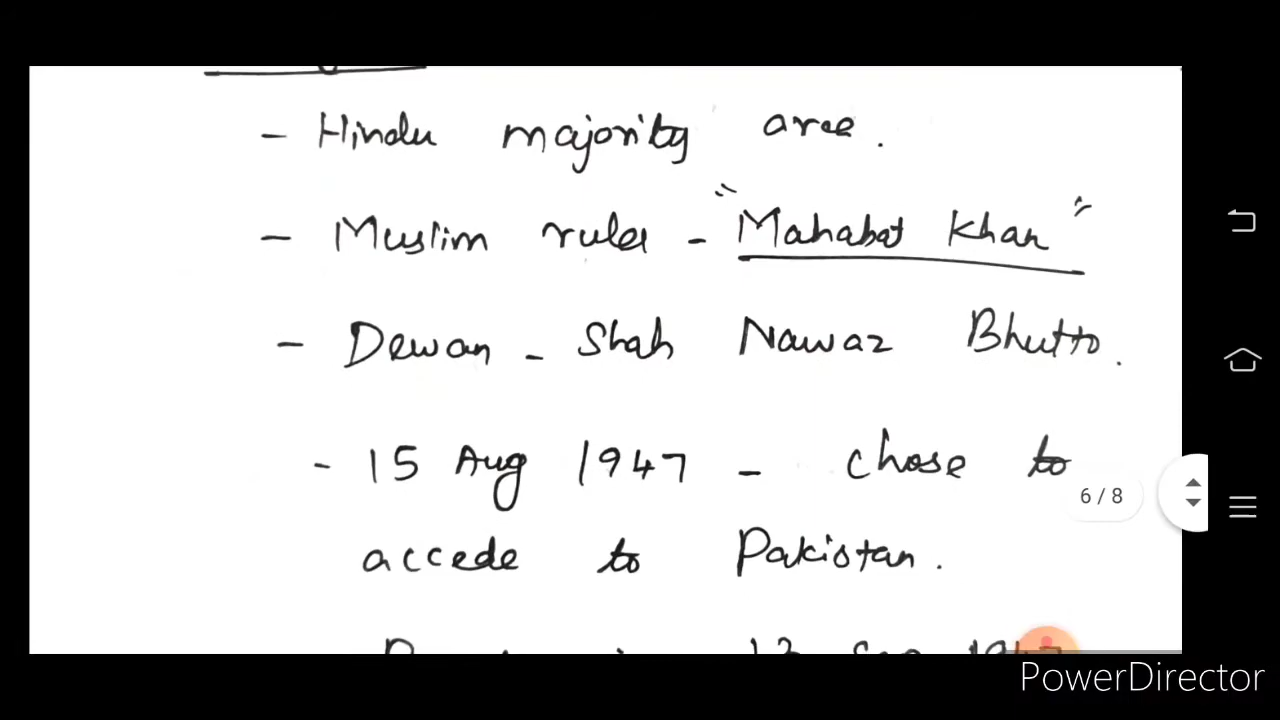 - Hindu majority area.
- Muslim ruler - "Mahabat Khan"
- Dewan - Shah Nawaz Bhutto.
- 15 Aug 1947 - chose to
6 / 8
accede to Pakistan.
PowerDirector